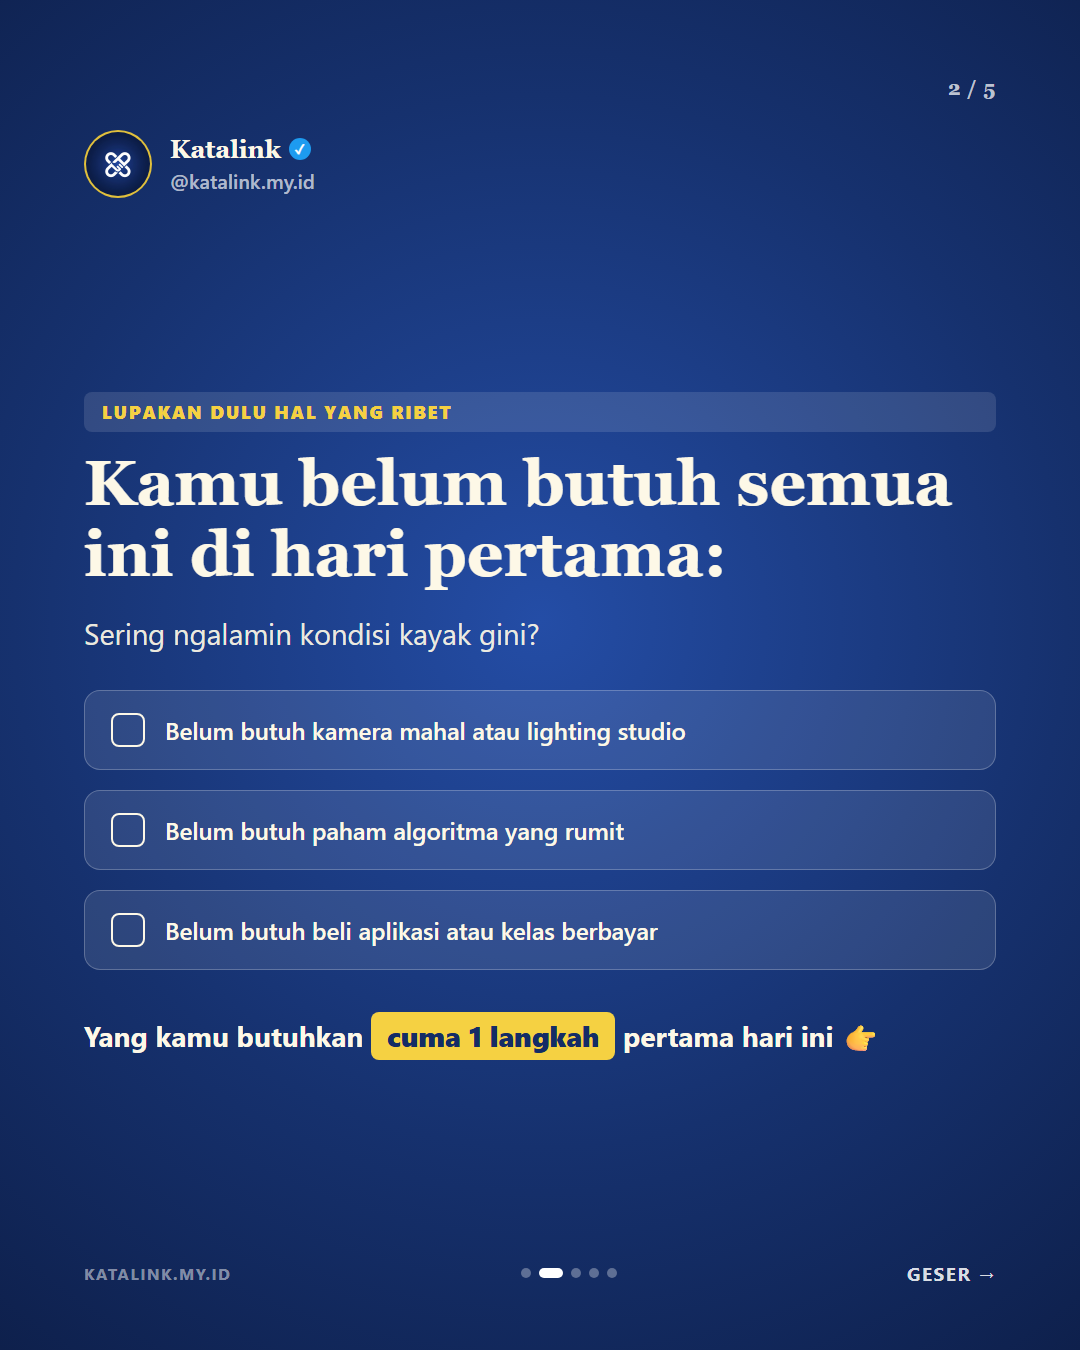 2 / 5
Katalink
@katalink.my.id
LUPAKAN DULU HAL YANG RIBET
Kamu belum butuh semua
ini di hari pertama:
Sering ngalamin kondisi kayak gini?
Belum butuh kamera mahal atau lighting studio
Belum butuh paham algoritma yang rumit
Belum butuh beli aplikasi atau kelas berbayar
Yang kamu butuhkan cuma 1 langkah pertama hari ini 👉
KATALINK.MY.ID
GESER →